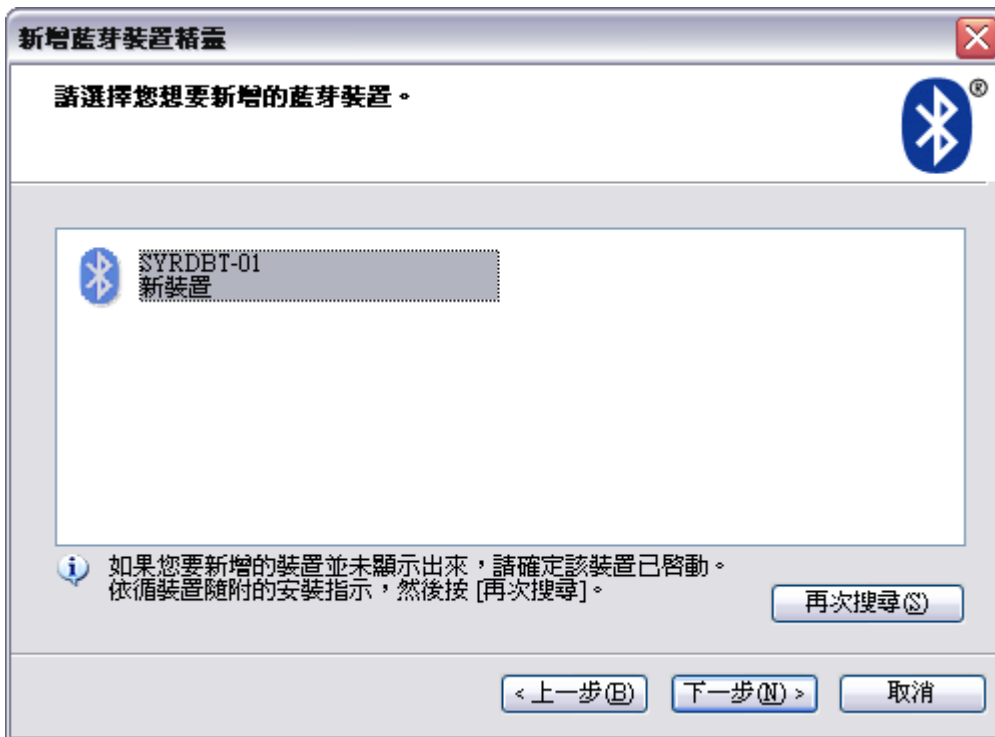 新增藍芽裝置精靈
請選擇您想要新增的藍芽裝置。
®
SYRDBT-01
新裝置
如果您要新增的裝置並未顯示出來，請確定該裝置已啓動。
依循裝置隨附的安裝指示，然後按 [再次搜尋]。
再次搜尋(S)
< 上一步(B)
下一步(N) >
取消